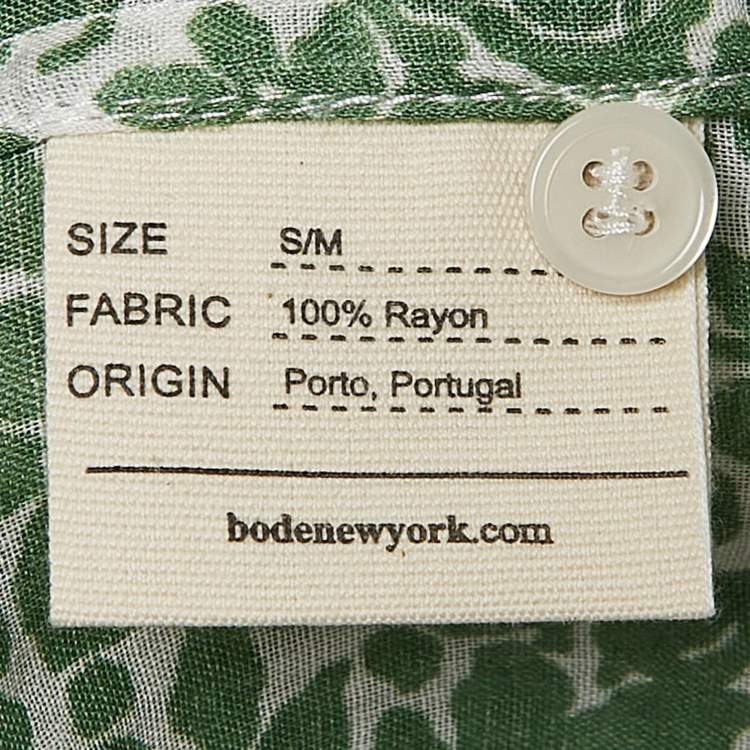 SIZE S/M
FABRIC 100% Rayon
ORIGIN Porto, Portugal
bodenewyork.com